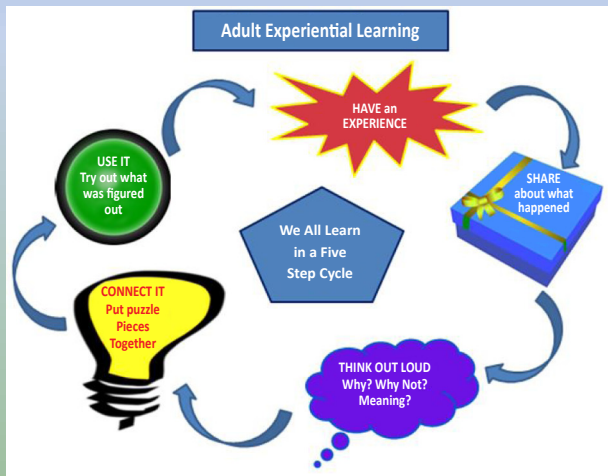 Adult Experiential Learning
HAVE an
EXPERIENCE
SHARE
about what
happened
THINK OUT LOUD
Why? Why Not?
Meaning?
CONNECT IT
Put puzzle
Pieces
Together
USE IT
Try out what
was figured
out
We All Learn
in a Five
Step Cycle